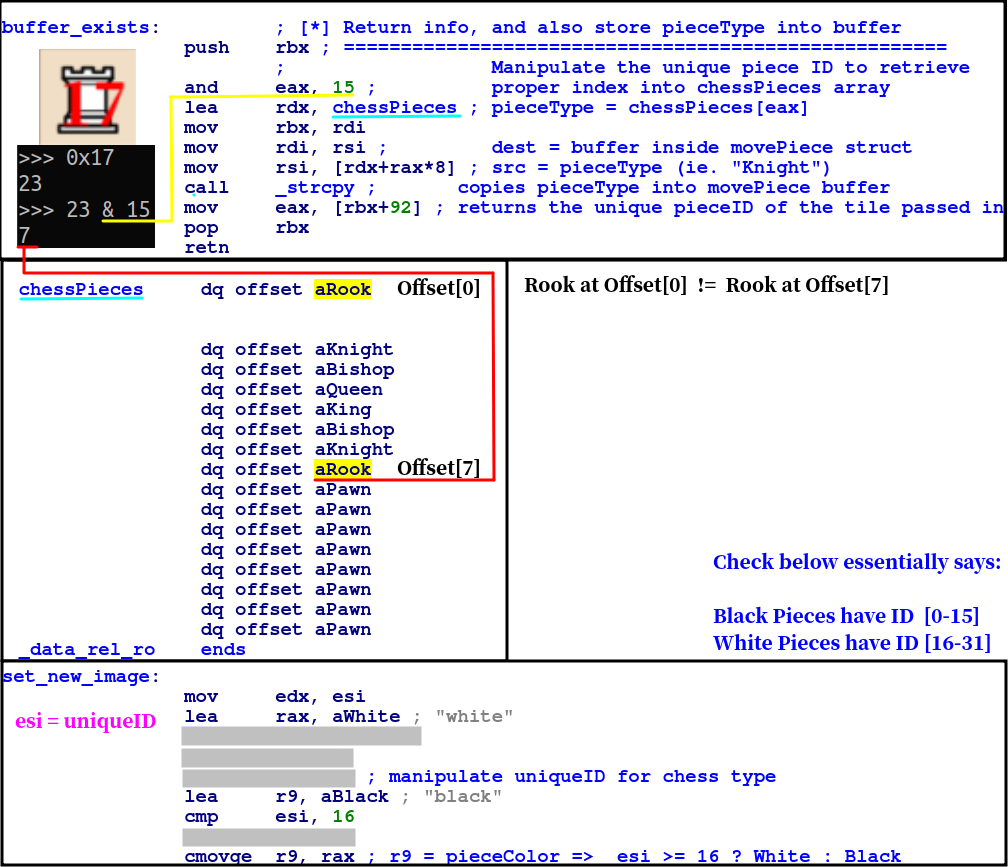 buffer_exists: ; [*] Return info, and also store pieceType into buffer
push rbx ; ====================================================
; Manipulate the unique piece ID to retrieve
and eax, 15 ; proper index into chessPieces array
lea rdx, chessPieces ; pieceType = chessPieces[eax]
mov rbx, rdi
mov rdi, rsi ; dest = buffer inside movePiece struct
mov rsi, [rdx+rax*8] ; src = pieceType (ie. "Knight")
call _strcpy ; copies pieceType into movePiece buffer
mov eax, [rbx+92] ; returns the unique pieceID of the tile passed in
pop rbx
retn
17
>>> 0x17
23
>>> 23 & 15
7
chessPieces dq offset aRook Offset[0]
dq offset aKnight
dq offset aBishop
dq offset aQueen
dq offset aKing
dq offset aBishop
dq offset aKnight
dq offset aRook Offset[7]
dq offset aPawn
dq offset aPawn
dq offset aPawn
dq offset aPawn
dq offset aPawn
dq offset aPawn
dq offset aPawn
dq offset aPawn
_data_rel_ro ends
Rook at Offset[0] != Rook at Offset[7]
Check below essentially says:
Black Pieces have ID [0-15]
White Pieces have ID [16-31]
set_new_image:
mov edx, esi
esi = uniqueID
lea rax, aWhite ; "white"
; manipulate uniqueID for chess type
lea r9, aBlack ; "black"
cmp esi, 16
cmovge r9, rax ; r9 = pieceColor => esi >= 16 ? White : Black